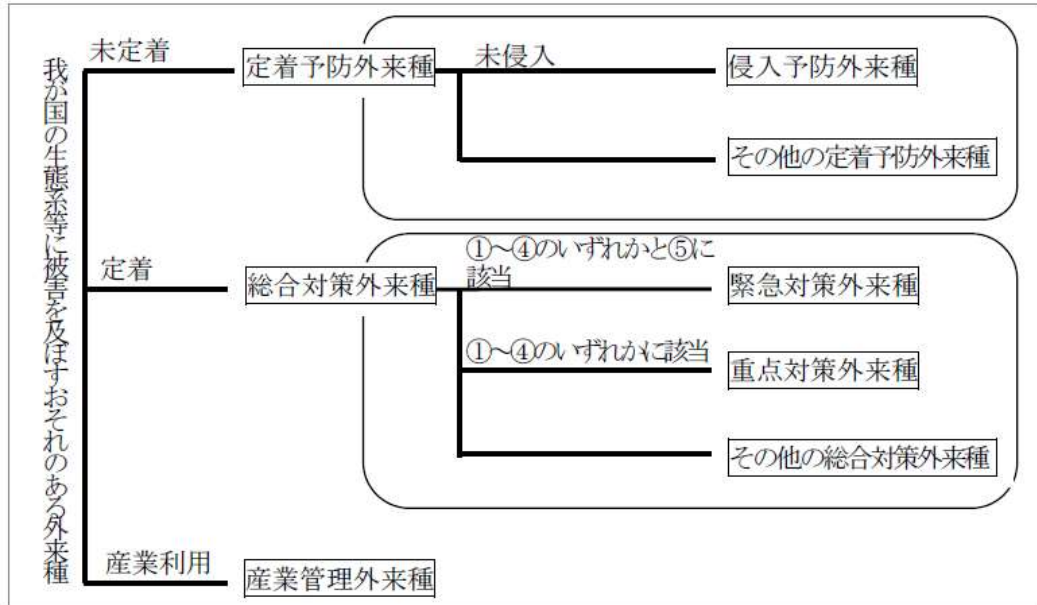 我が国の生態系等に被害を及ぼすおそれのある外来種
未定着
定着予防外来種
未侵入
侵入予防外来種
その他の定着予防外来種
定着
総合対策外来種
①～④のいずれかと⑤に
該当
緊急対策外来種
①～④のいずれかに該当
重点対策外来種
その他の総合対策外来種
産業利用
産業管理外来種